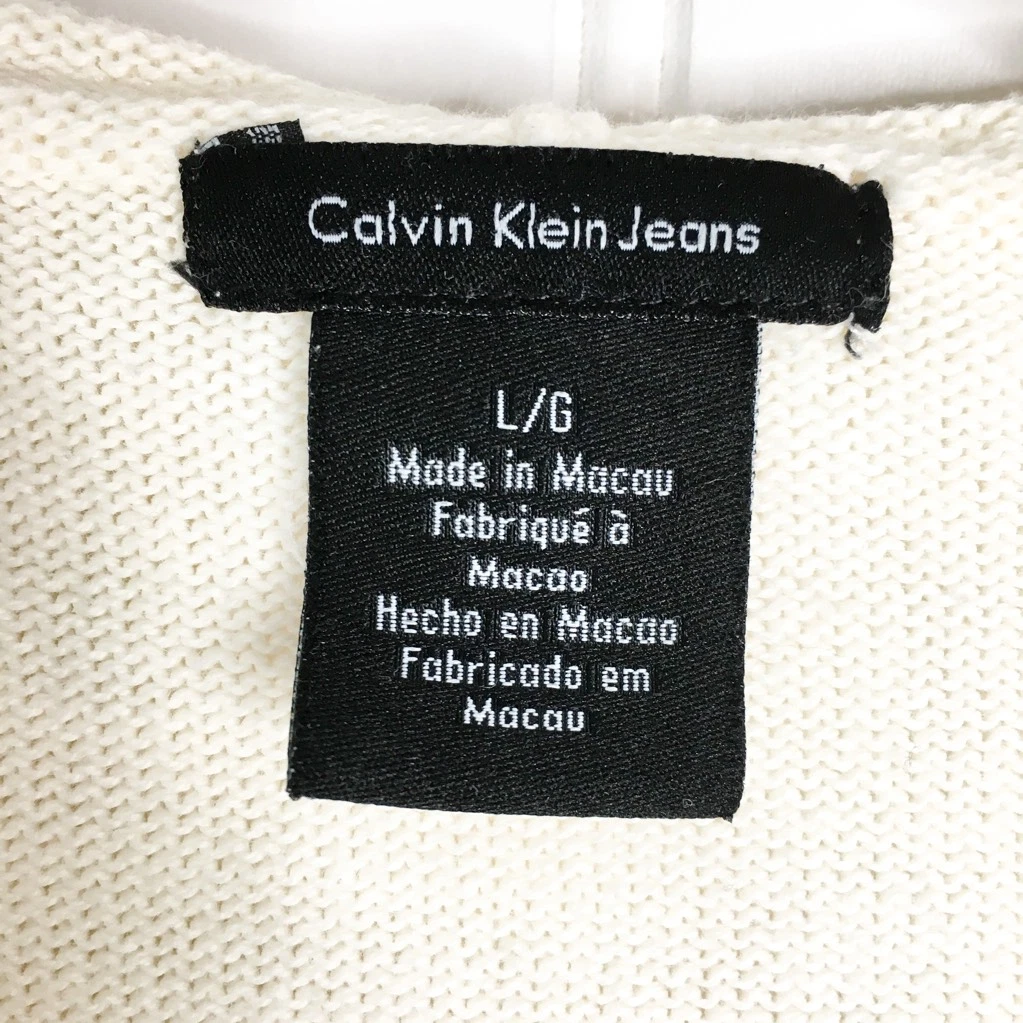 Calvin Klein Jeans
L/G
Made in Macau
Fabriqué à
Macao
Hecho en Macao
Fabricado em
Macau